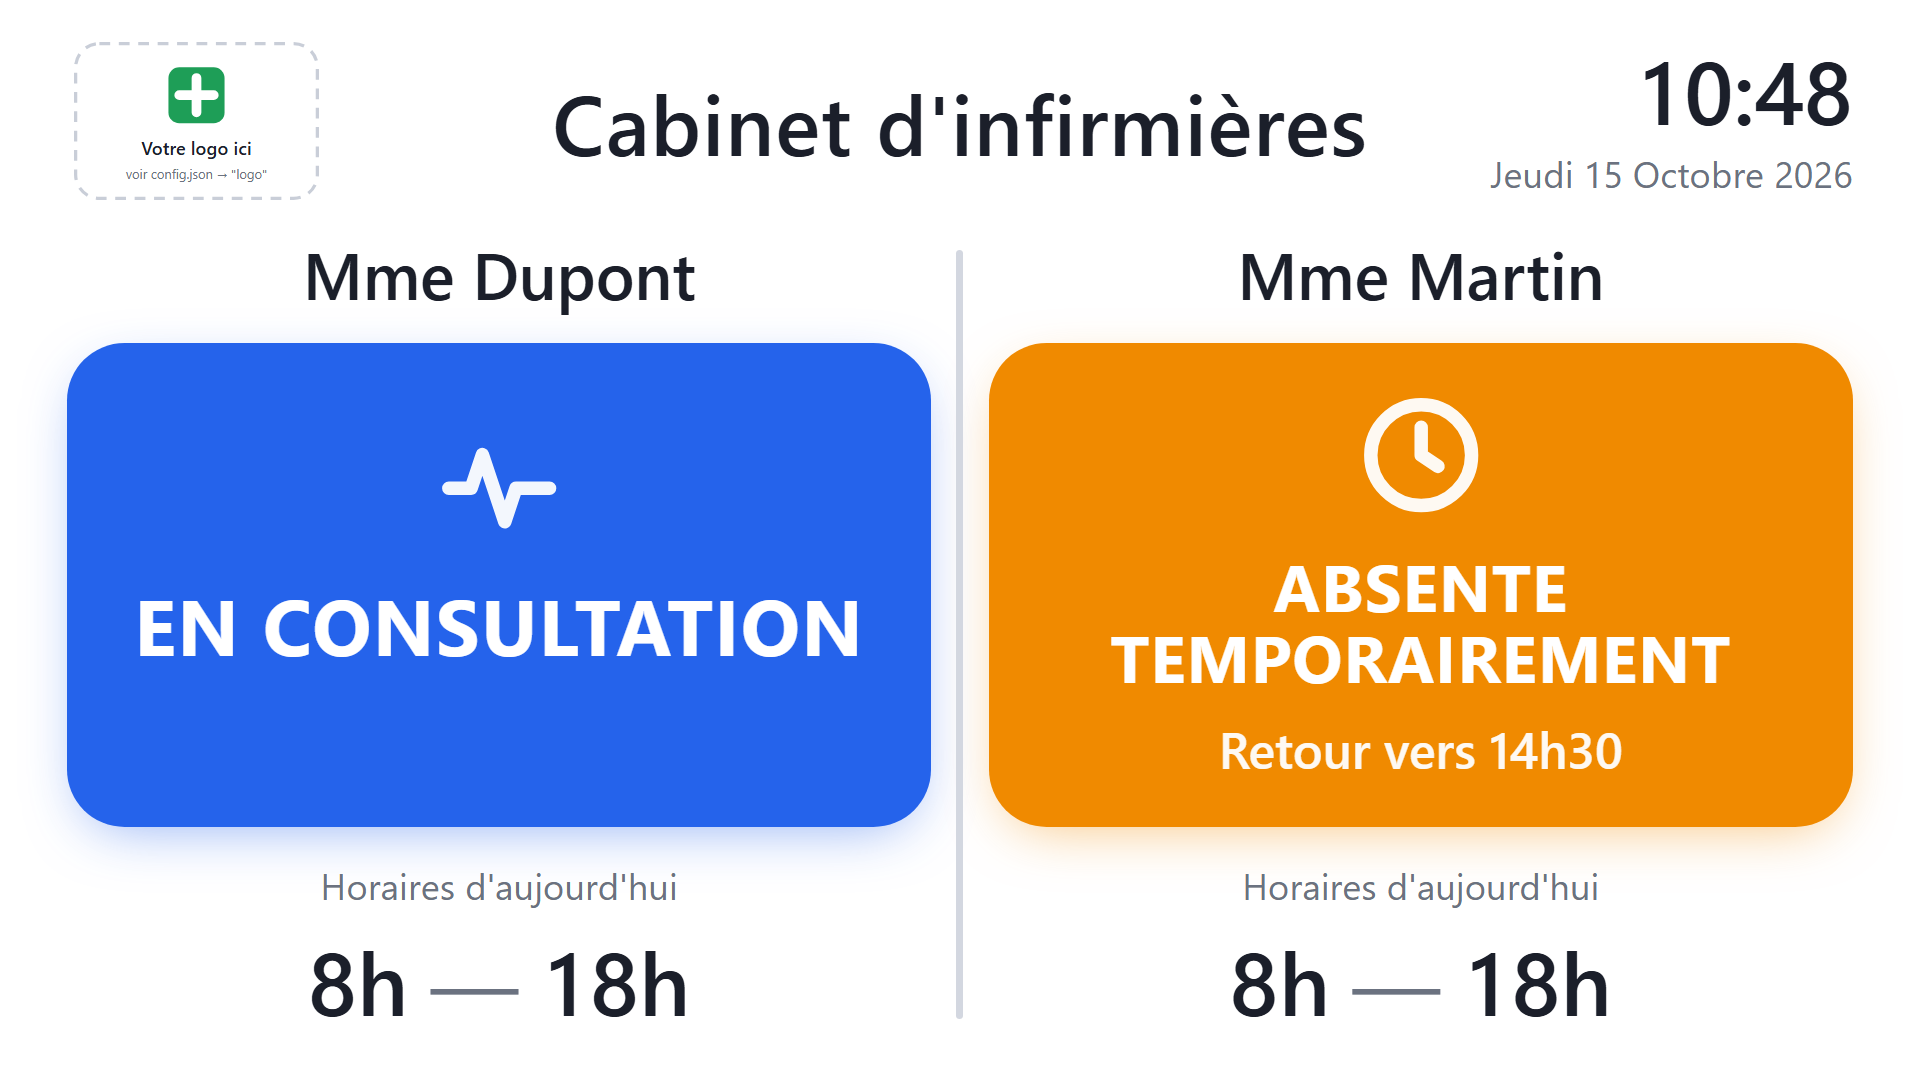 Votre logo ici
voir config.json → "logo"
Cabinet d'infirmières
10:48
Jeudi 15 Octobre 2026
Mme Dupont
EN CONSULTATION
Horaires d'aujourd'hui
8h — 18h
Mme Martin
ABSENTE
TEMPORAIREMENT
Retour vers 14h30
Horaires d'aujourd'hui
8h — 18h